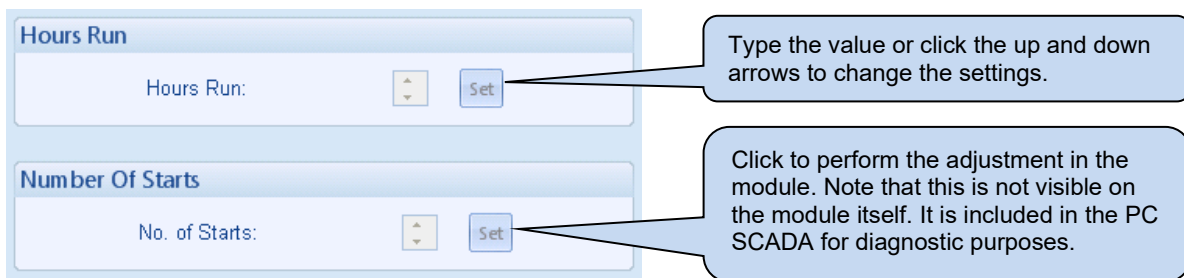 Hours Run
Hours Run:
Set
Type the value or click the up and down
arrows to change the settings.
Number Of Starts
No. of Starts:
Set
Click to perform the adjustment in the
module. Note that this is not visible on
the module itself. It is included in the PC
SCADA for diagnostic purposes.